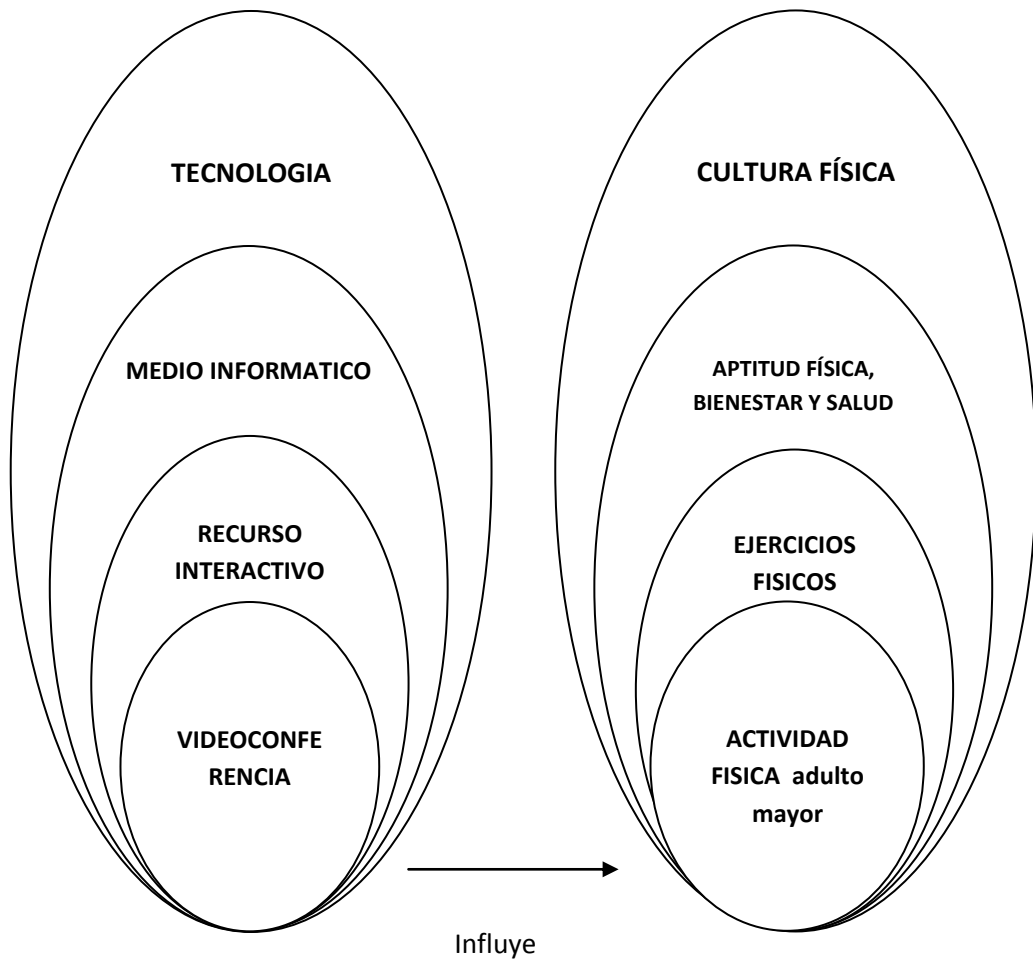 TECNOLOGIA
MEDIO INFORMATICO
RECURSO
INTERACTIVO
VIDEOCONFE
RENCIA
CULTURA FÍSICA
APTITUD FÍSICA,
BIENESTAR Y SALUD
EJERCICIOS
FISICOS
ACTIVIDAD
FISICA adulto
mayor
Influye